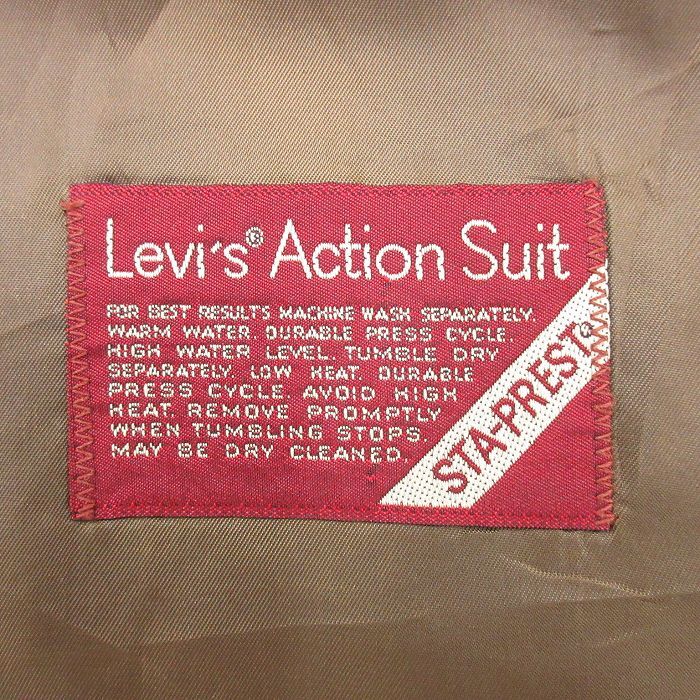 Levi's® Action Suit
FOR BEST RESULTS MACHINE WASH SEPARATELY.
WARM WATER. DURABLE PRESS CYCLE.
HIGH WATER LEVEL. TUMBLE DRY
SEPARATELY. LOW HEAT. DURABLE
PRESS CYCLE. AVOID HIGH
HEAT. REMOVE PROMPTLY
WHEN TUMBLING STOPS.
MAY BE DRY CLEANED.
STA-PREST®